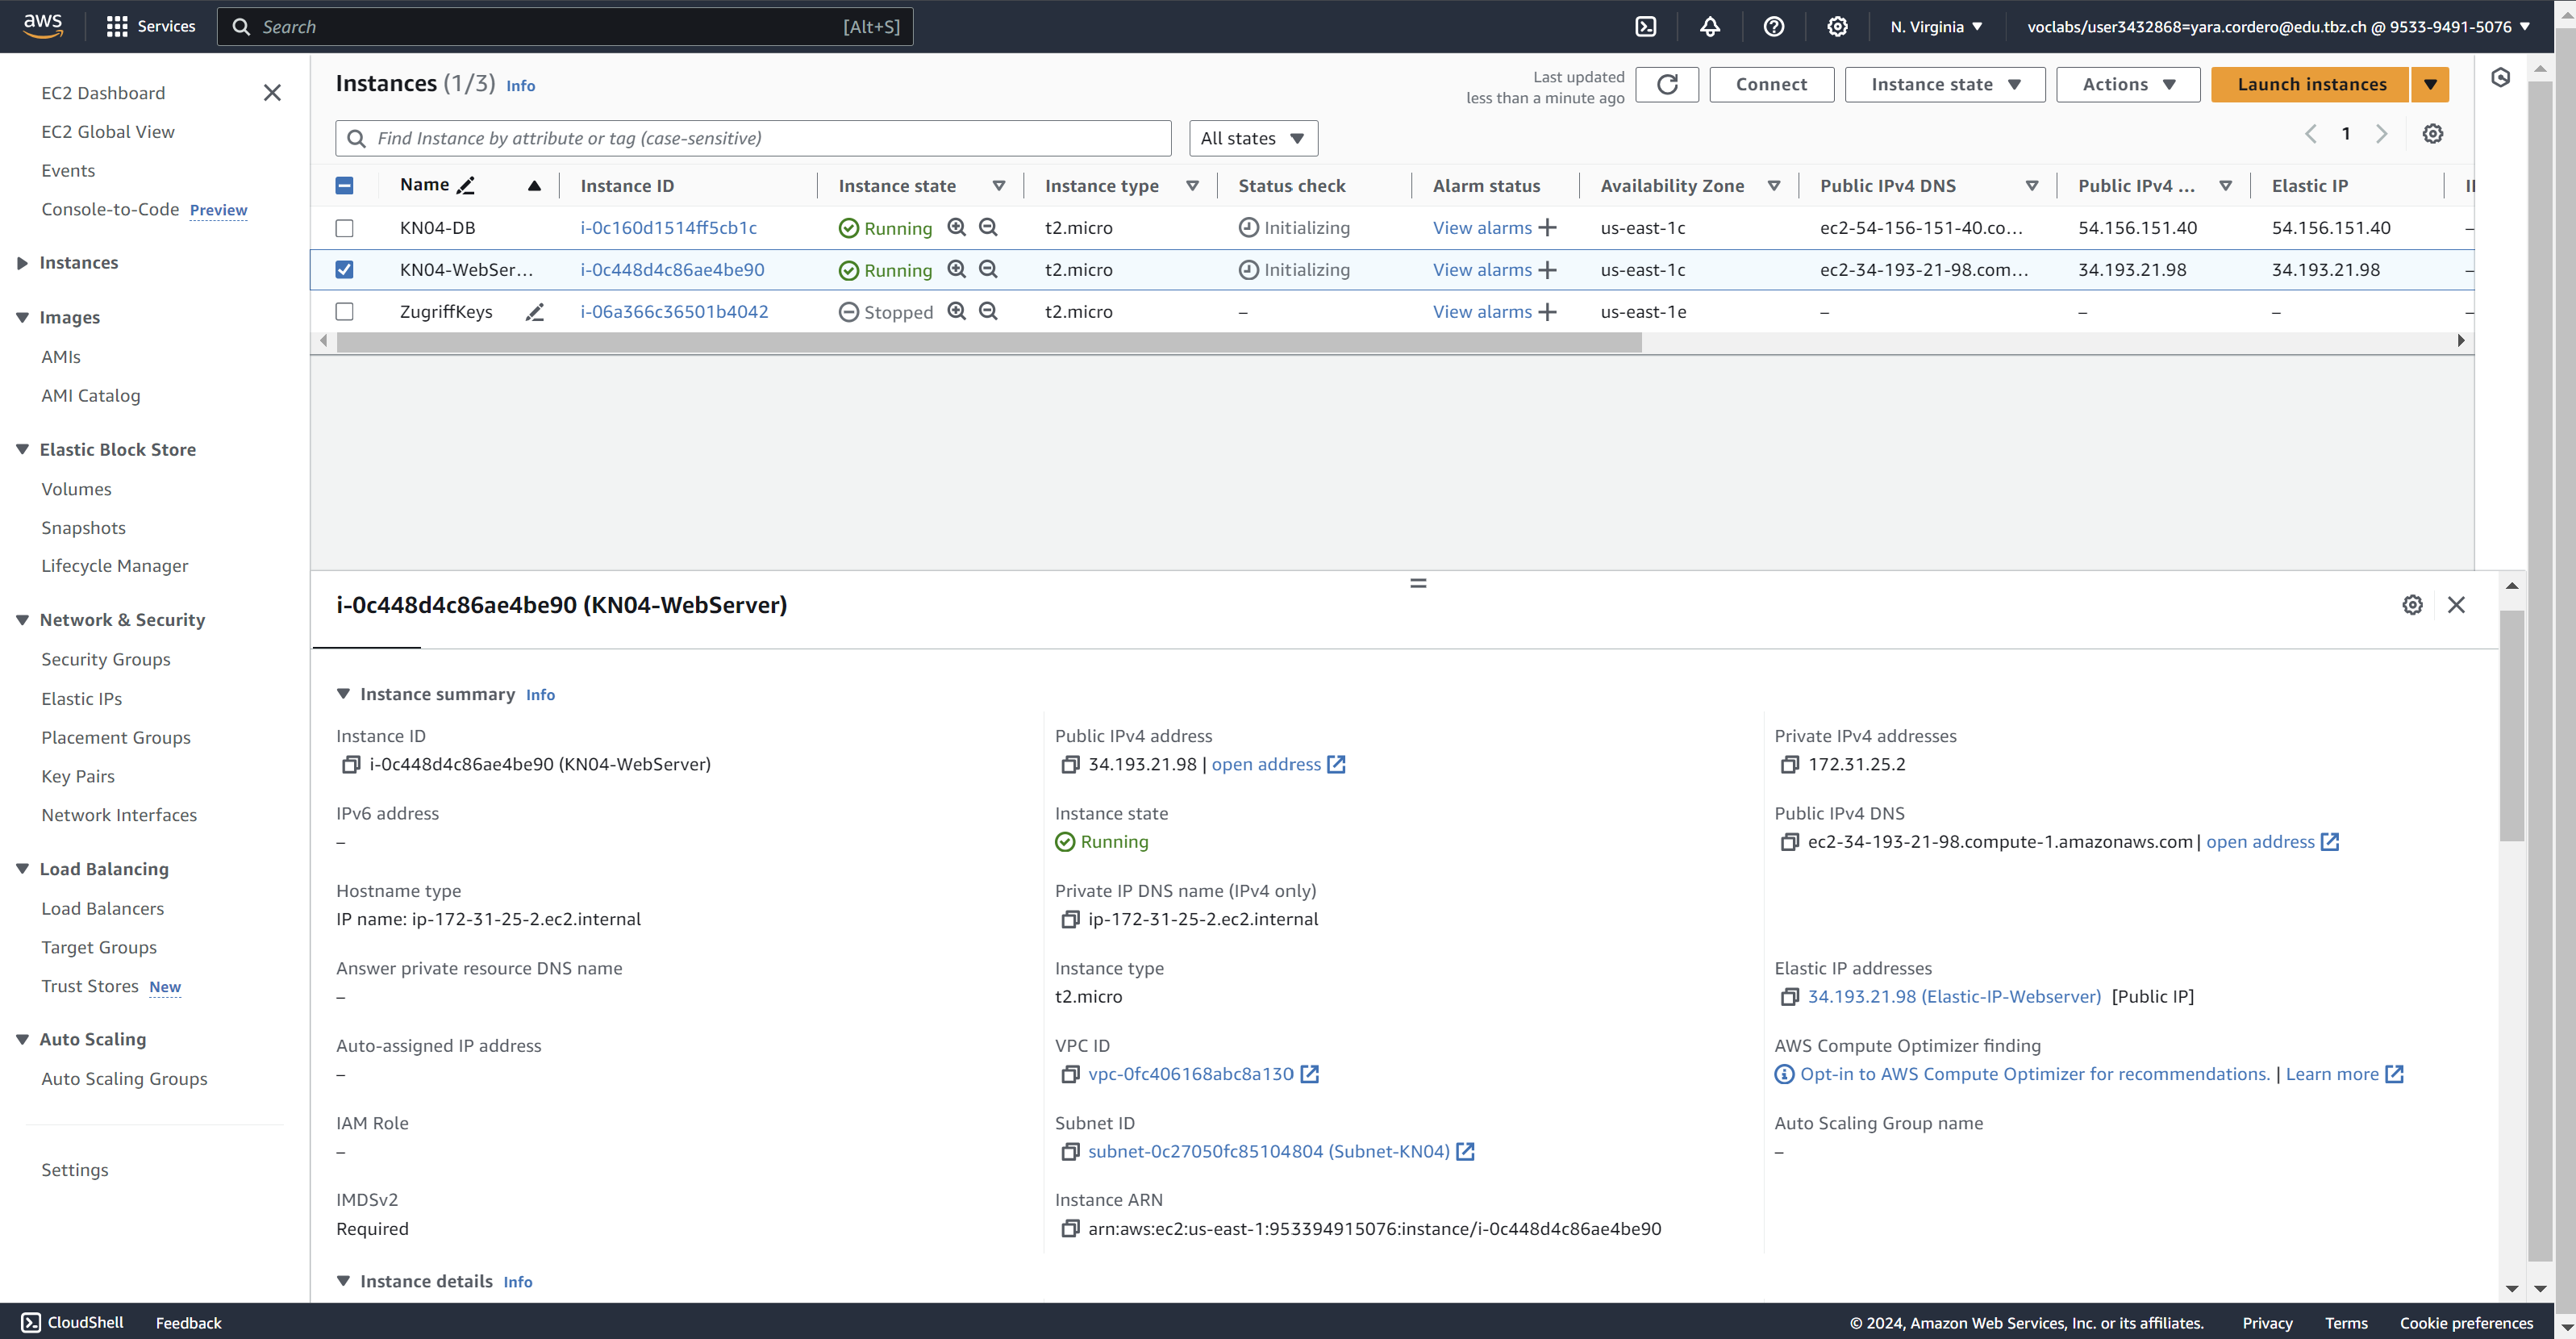 aws Services Search [Alt+S] N. Virginia voclabs/user3432868=yara.cordero@edu.tbz.ch @ 9533-9491-5076
EC2 Dashboard
EC2 Global View
Events
Console-to-Code Preview
Instances
Images
AMIs
AMI Catalog
Elastic Block Store
Volumes
Snapshots
Lifecycle Manager
Network & Security
Security Groups
Elastic IPs
Placement Groups
Key Pairs
Network Interfaces
Load Balancing
Load Balancers
Target Groups
Trust Stores New
Auto Scaling
Auto Scaling Groups
Settings
Instances (1/3) Info
Last updated
less than a minute ago
Connect Instance state Actions Launch instances
Find Instance by attribute or tag (case-sensitive) All states 1
Name Instance ID Instance state Instance type Status check Alarm status Availability Zone Public IPv4 DNS Public IPv4 ... Elastic IP
KN04-DB i-0c160d1514ff5cb1c Running t2.micro Initializing View alarms us-east-1c ec2-54-156-151-40.co... 54.156.151.40 54.156.151.40 –
KN04-WebSer... i-0c448d4c86ae4be90 Running t2.micro Initializing View alarms us-east-1c ec2-34-193-21-98.com... 34.193.21.98 34.193.21.98 –
ZugriffKeys i-06a366c36501b4042 Stopped t2.micro – View alarms us-east-1e – – – –
i-0c448d4c86ae4be90 (KN04-WebServer)
Instance summary Info
Instance ID Public IPv4 address Private IPv4 addresses
i-0c448d4c86ae4be90 (KN04-WebServer) 34.193.21.98 | open address 172.31.25.2
IPv6 address Instance state Public IPv4 DNS
– Running ec2-34-193-21-98.compute-1.amazonaws.com | open address
Hostname type Private IP DNS name (IPv4 only)
IP name: ip-172-31-25-2.ec2.internal ip-172-31-25-2.ec2.internal
Answer private resource DNS name Instance type Elastic IP addresses
– t2.micro 34.193.21.98 (Elastic-IP-Webserver) [Public IP]
Auto-assigned IP address VPC ID AWS Compute Optimizer finding
– vpc-0fc406168abc8a130 Opt-in to AWS Compute Optimizer for recommendations. | Learn more
IAM Role Subnet ID Auto Scaling Group name
– subnet-0c27050fc85104804 (Subnet-KN04) –
IMDSv2 Instance ARN
Required arn:aws:ec2:us-east-1:953394915076:instance/i-0c448d4c86ae4be90
Instance details Info
CloudShell Feedback © 2024, Amazon Web Services, Inc. or its affiliates. Privacy Terms Cookie preferences